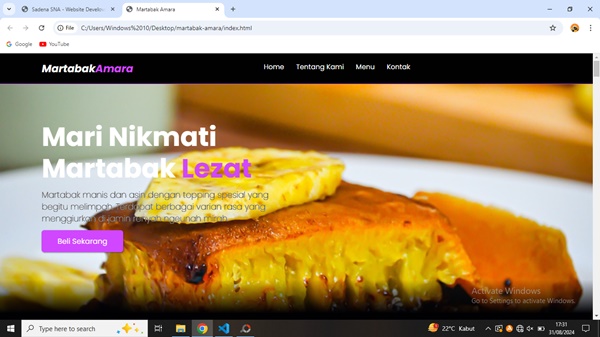 Sadena SNA - Website Develop
Martabak Amara
File
C:/Users/Windows%2010/Desktop/martabak-amara/index.html
Google
YouTube
MartabakAmara
Home
Tentang Kami
Menu
Kontak
Mari Nikmati
Martabak Lezat
Martabak manis dan asin dengan topping spesial yang
begitu melimpah. Terdapat berbagai varian rasa yang
menggiurkan dijamin renyah
Beli Sekarang
Activate Windows
Go to Settings to activate Windows.
Type here to search
22°C Kabut
17:31
31/08/2024